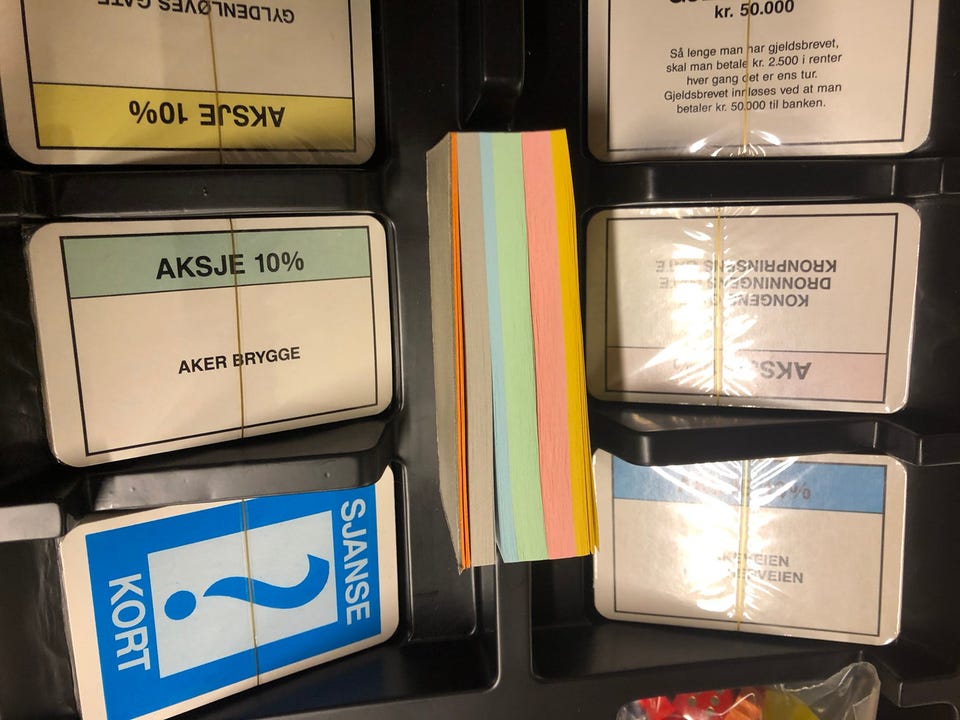 AKSJE 10%
GYLDENLØVES GATE
kr. 50.000
Så lenge man har gjeldsbrevet,
skal man betale kr. 2.500 i renter
hver gang det er ens tur.
Gjeldsbrevet innløses ved at man
betaler kr. 50.000 til banken.
AKSJE 10%
AKER BRYGGE
AKSJE
KONGENS
DRONNINGENS
KRONPRINSENS GATE
SJANSE
KORT